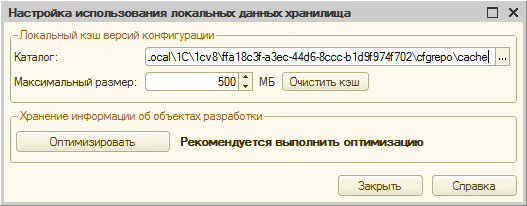 Настройка использования локальных данных хранилища
Локальный кэш версий конфигурации
Каталог: .ocal\1C\1cv8\ffa18c3f-a3ec-44d6-8ccc-b1d9f974f702\cfgrepo\cache ...
Максимальный размер: 500 МБ Очистить кэш
Хранение информации об объектах разработки
Оптимизировать Рекомендуется выполнить оптимизацию
Закрыть Справка